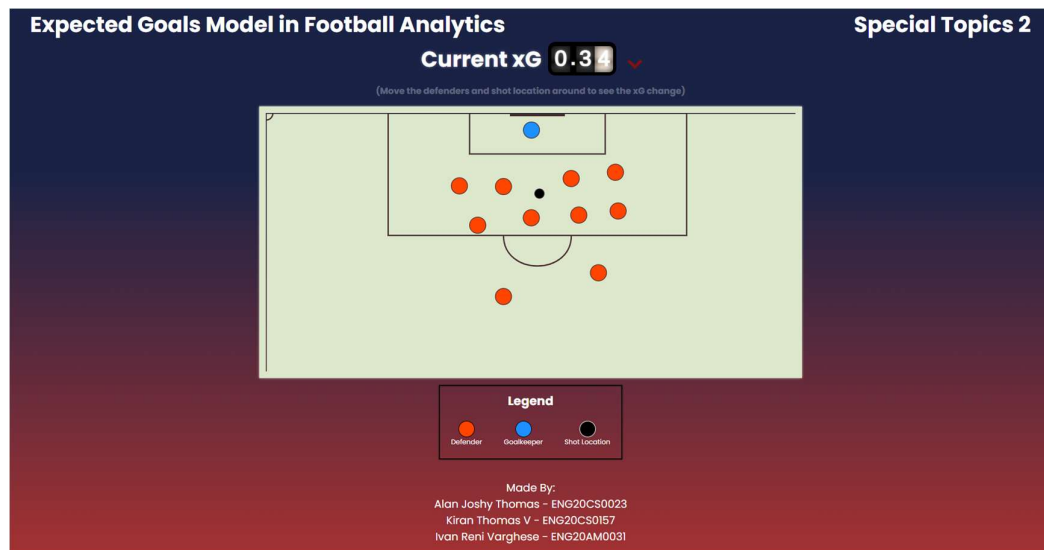 Expected Goals Model in Football Analytics
Special Topics 2
Current xG 0.34
(Move the defenders and shot location around to see the xG change)
Legend
Defender Goalkeeper Shot Location
Made By:
Alan Joshy Thomas - ENG20CS0023
Kiran Thomas V - ENG20CS0157
Ivan Reni Varghese - ENG20AM0031